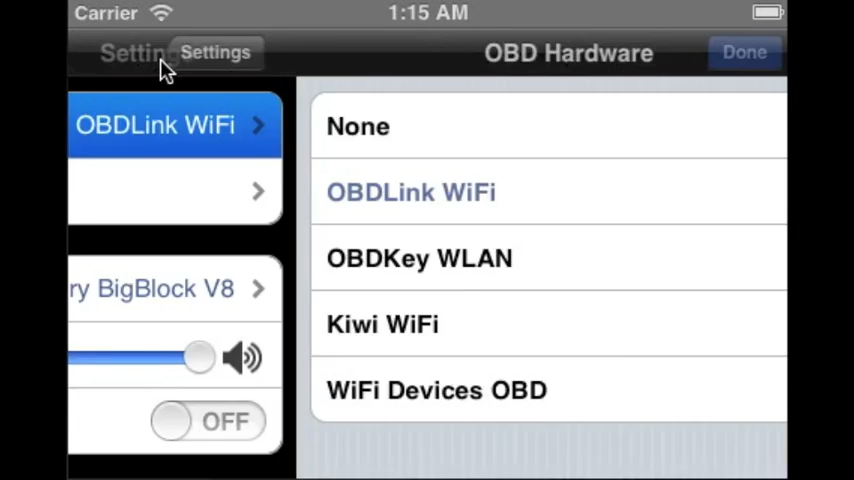 Carrier 1:15 AM
Settin Settings OBD Hardware Done
OBDLink WiFi
ry BigBlock V8
OFF
None
OBDLink WiFi
OBDKey WLAN
Kiwi WiFi
WiFi Devices OBD